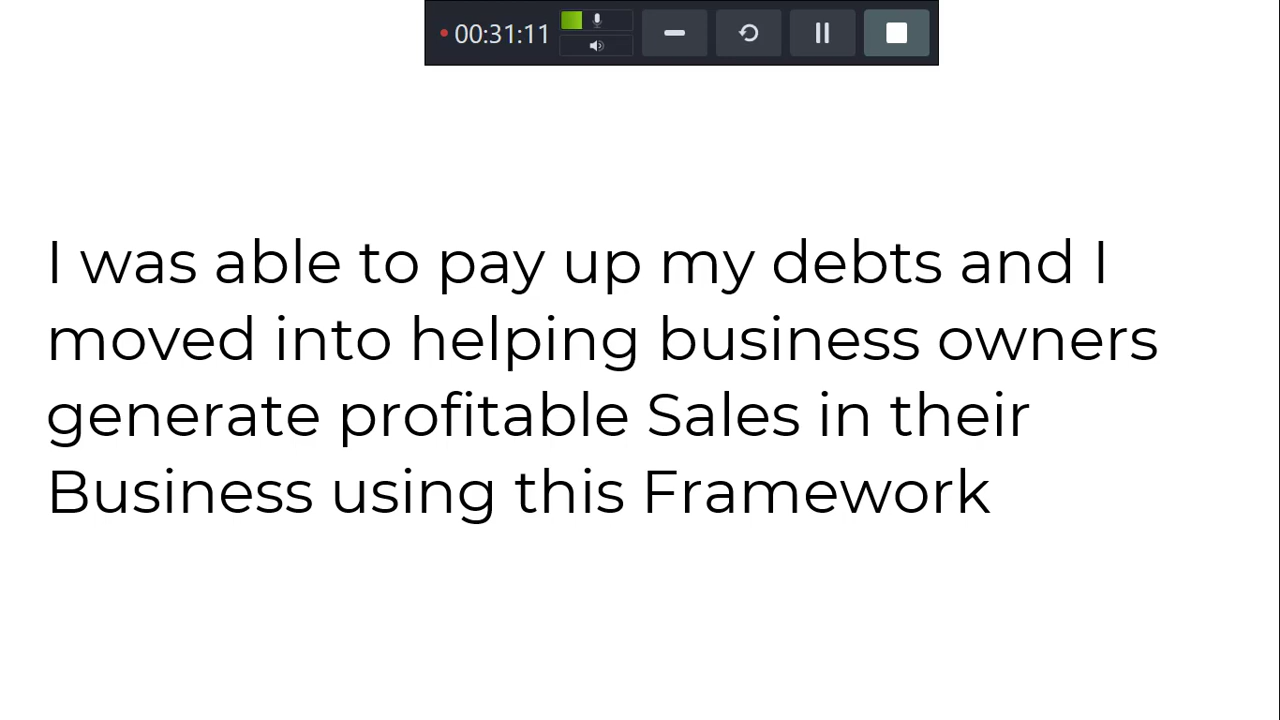 00:31:11
I was able to pay up my debts and I
moved into helping business owners
generate profitable Sales in their
Business using this Framework